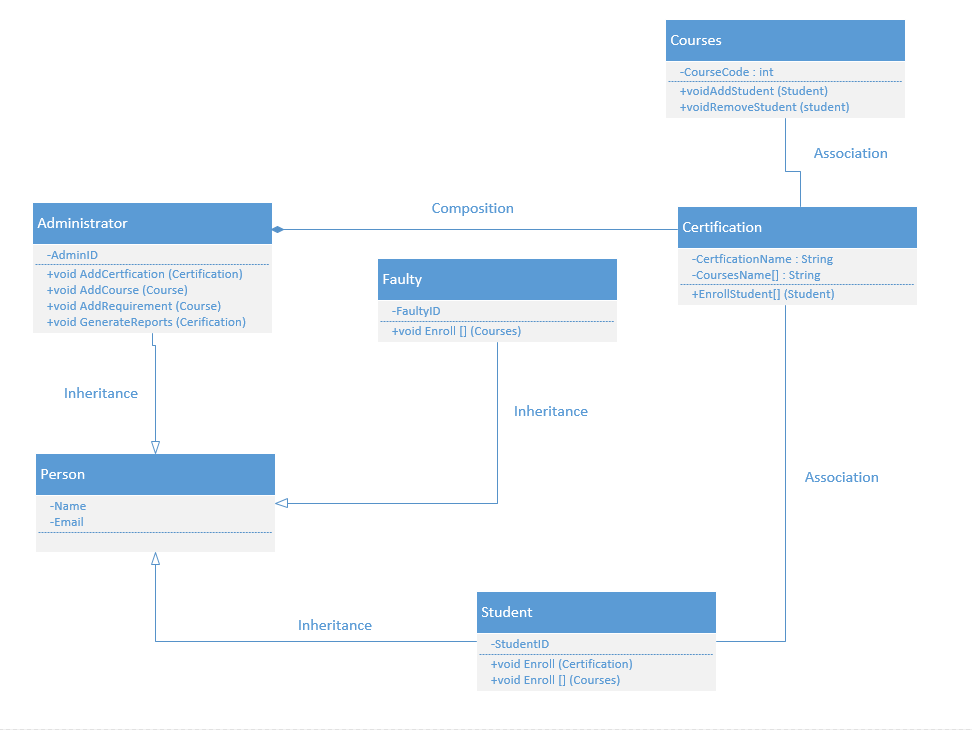 Courses
-CourseCode : int
+voidAddStudent (Student)
+voidRemoveStudent (student)
Association
Composition
Administrator
-AdminID
+void AddCertfication (Certification)
+void AddCourse (Course)
+void AddRequirement (Course)
+void GenerateReports (Cerification)
Certification
-CertficationName : String
-CoursesName[] : String
+EnrollStudent[] (Student)
Faulty
-FaultyID
+void Enroll [] (Courses)
Inheritance
Inheritance
Person
-Name
-Email
Association
Inheritance
Student
-StudentID
+void Enroll (Certification)
+void Enroll [] (Courses)